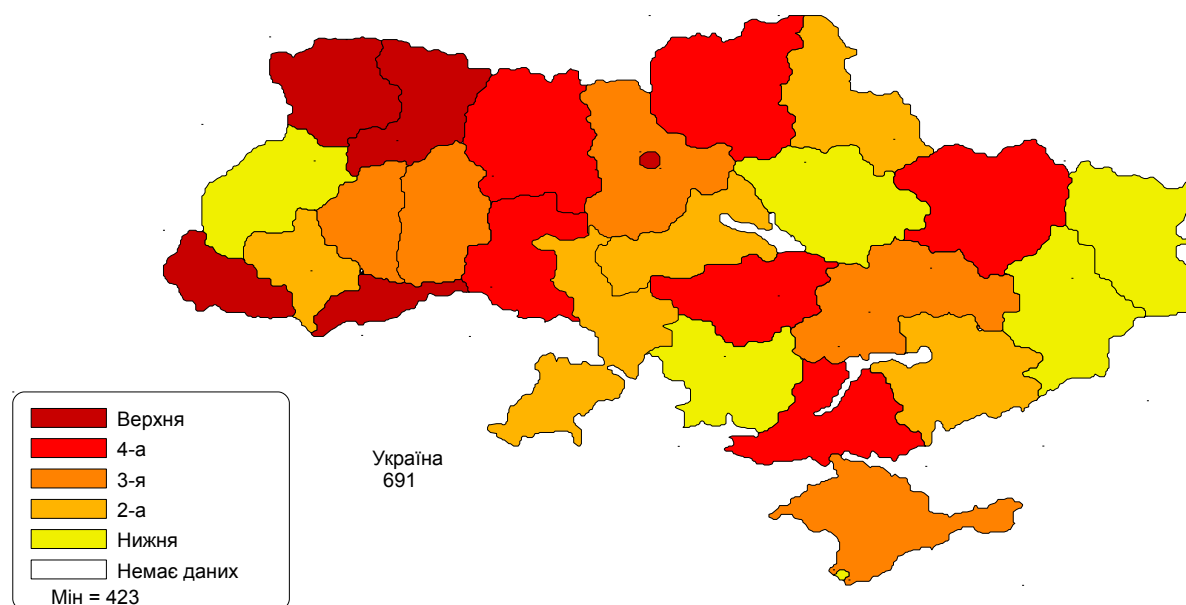 Україна
691
Верхня
4-а
3-я
2-а
Нижня
Немає даних
Мін = 423